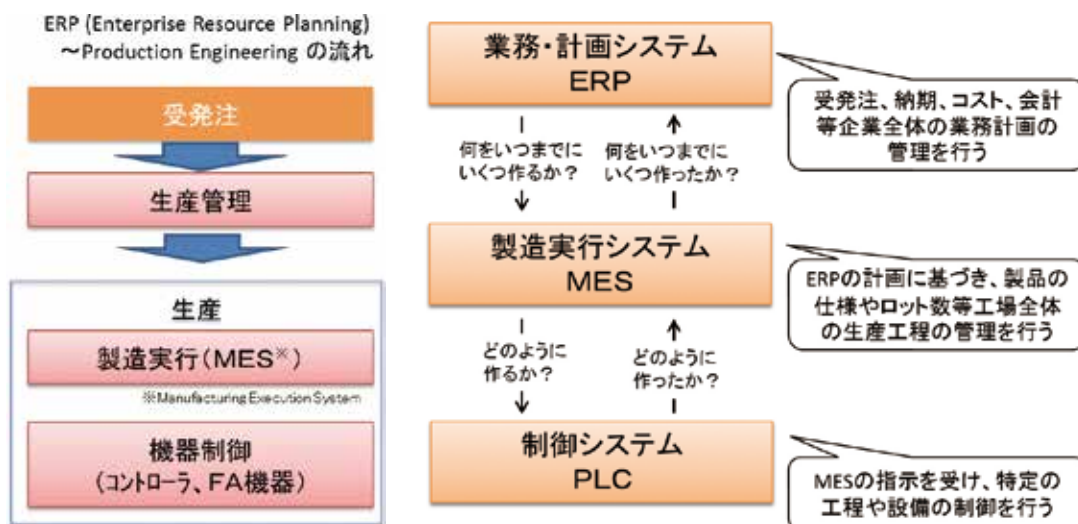 ERP (Enterprise Resource Planning)
～Production Engineering の流れ
受発注
生産管理
生産
製造実行(MES※)
※Manufacturing Execution System
機器制御
(コントローラ、FA機器)
業務・計画システム
ERP
何をいつまでに
いくつ作るか？
何をいつまでに
いくつ作ったか？
製造実行システム
MES
どのように
作るか？
どのように
作ったか？
制御システム
PLC
受発注、納期、コスト、会計
等企業全体の業務計画の
管理を行う
ERPの計画に基づき、製品の
仕様やロット数等工場全体
の生産工程の管理を行う
MESの指示を受け、特定の
工程や設備の制御を行う